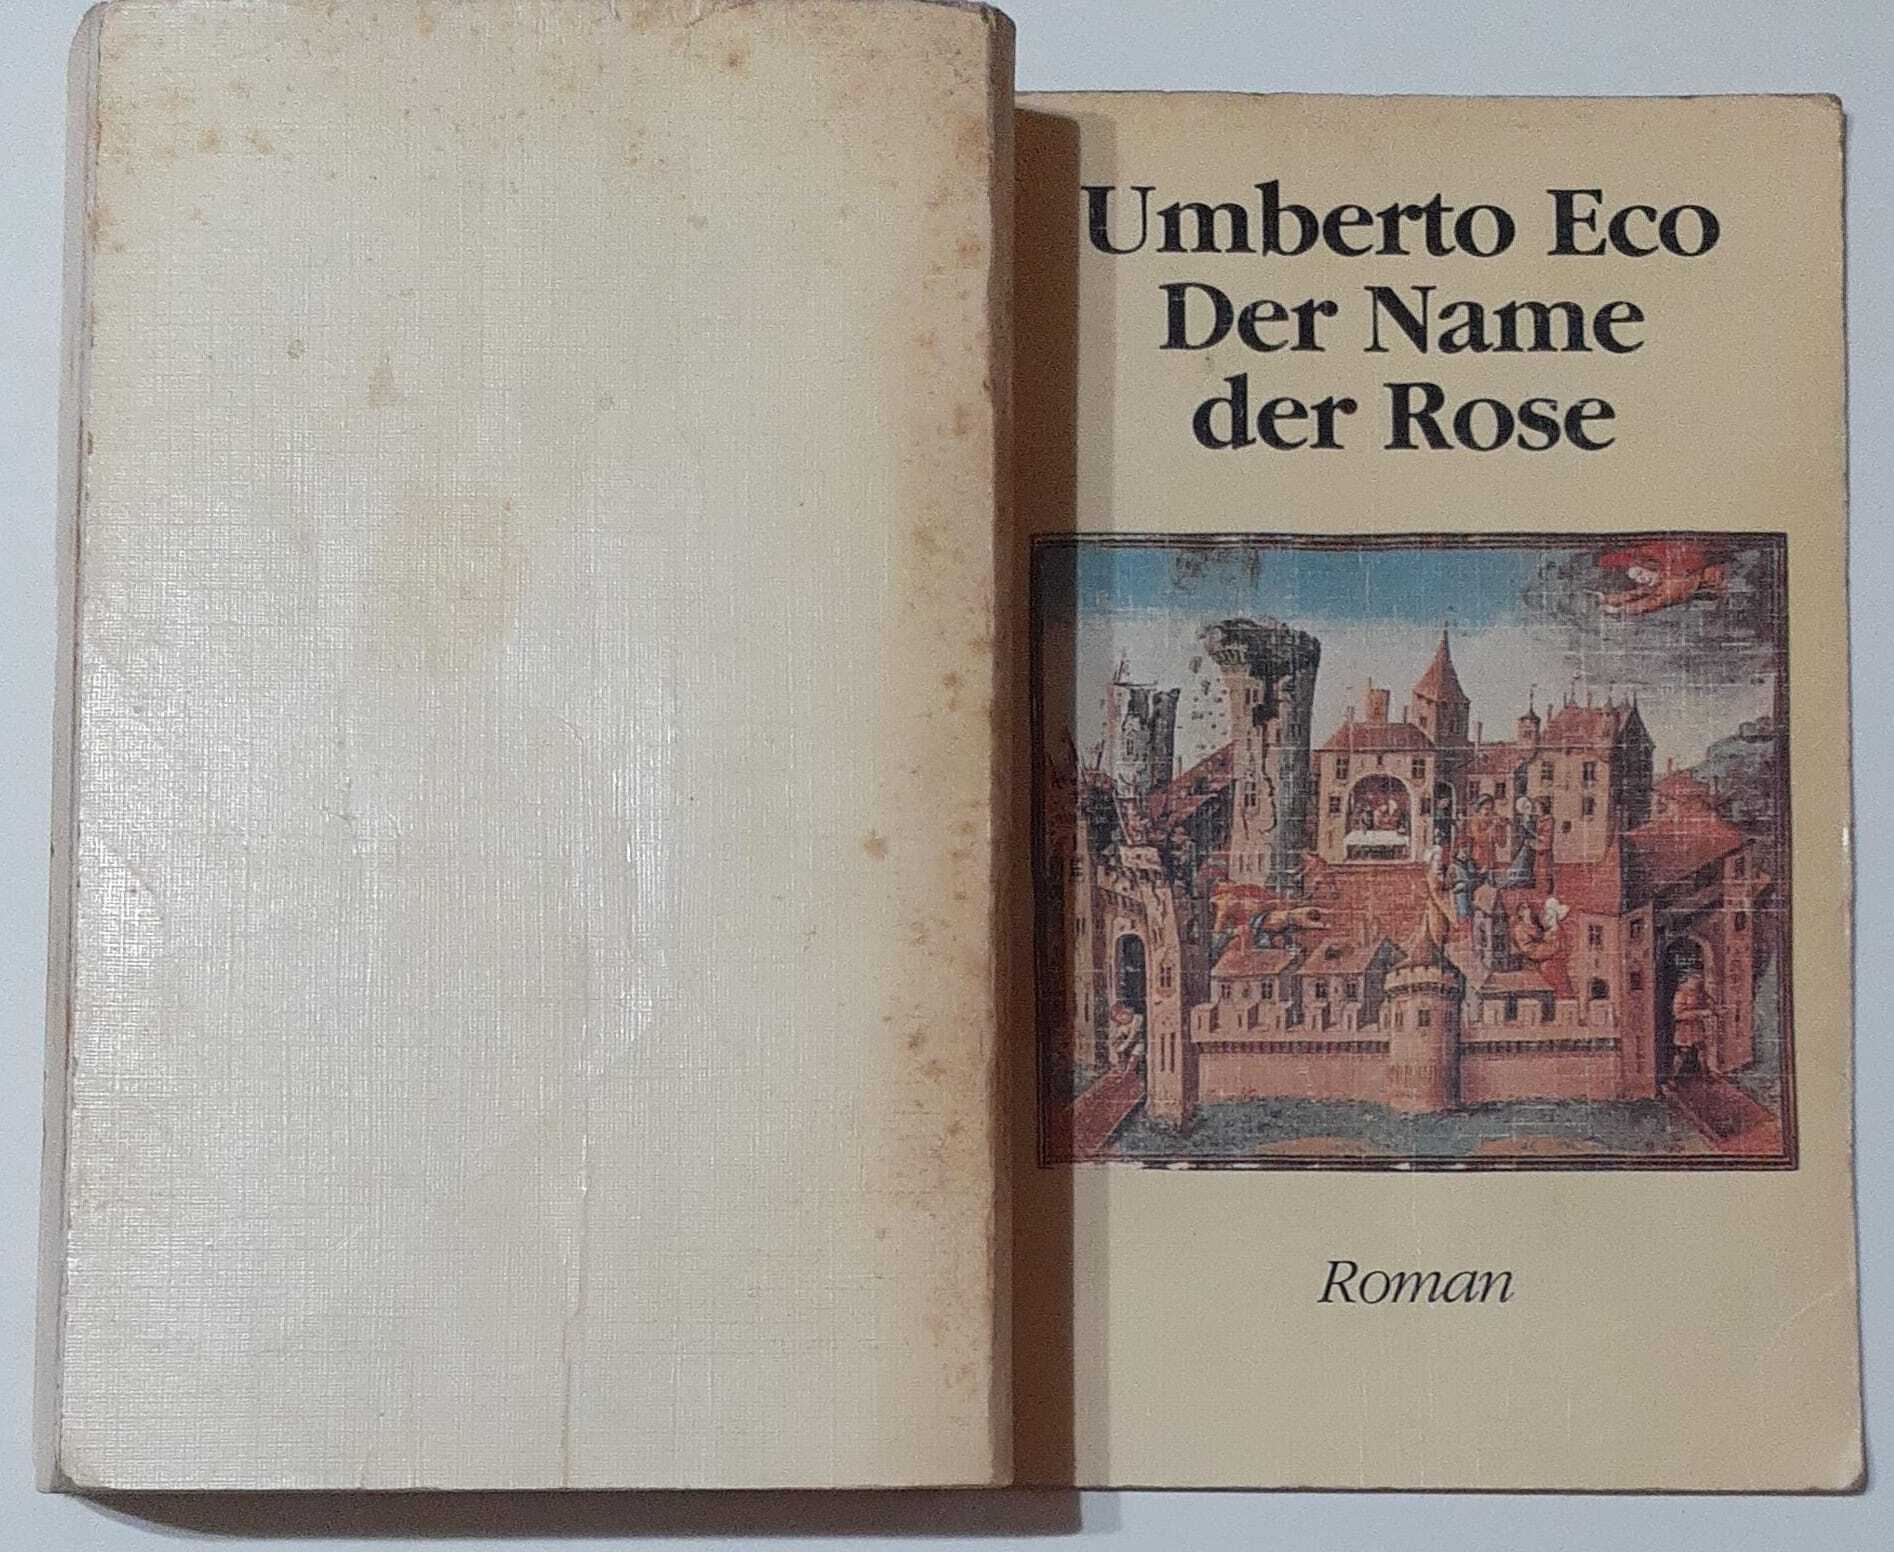 Umberto Eco
Der Name
der Rose
Roman